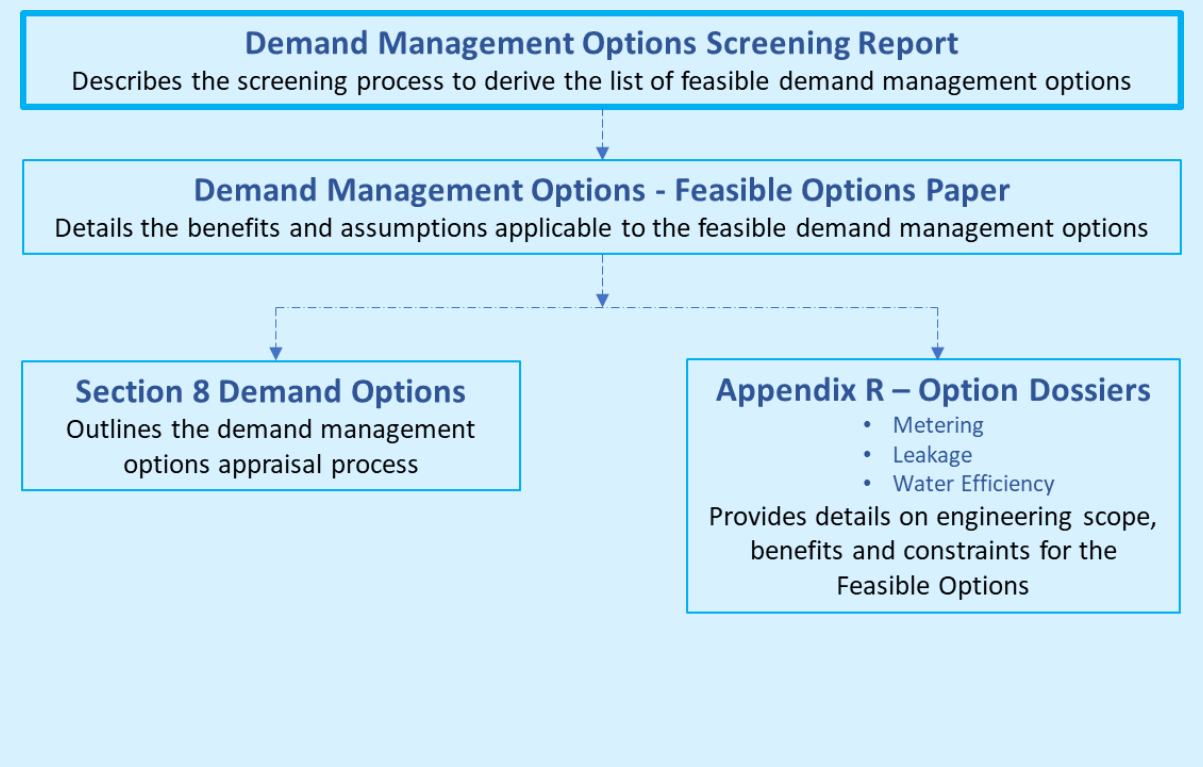 Demand Management Options Screening Report
Describes the screening process to derive the list of feasible demand management options
Demand Management Options - Feasible Options Paper
Details the benefits and assumptions applicable to the feasible demand management options
Section 8 Demand Options
Outlines the demand management
options appraisal process
Appendix R – Option Dossiers
• Metering
• Leakage
• Water Efficiency
Provides details on engineering scope,
benefits and constraints for the
Feasible Options